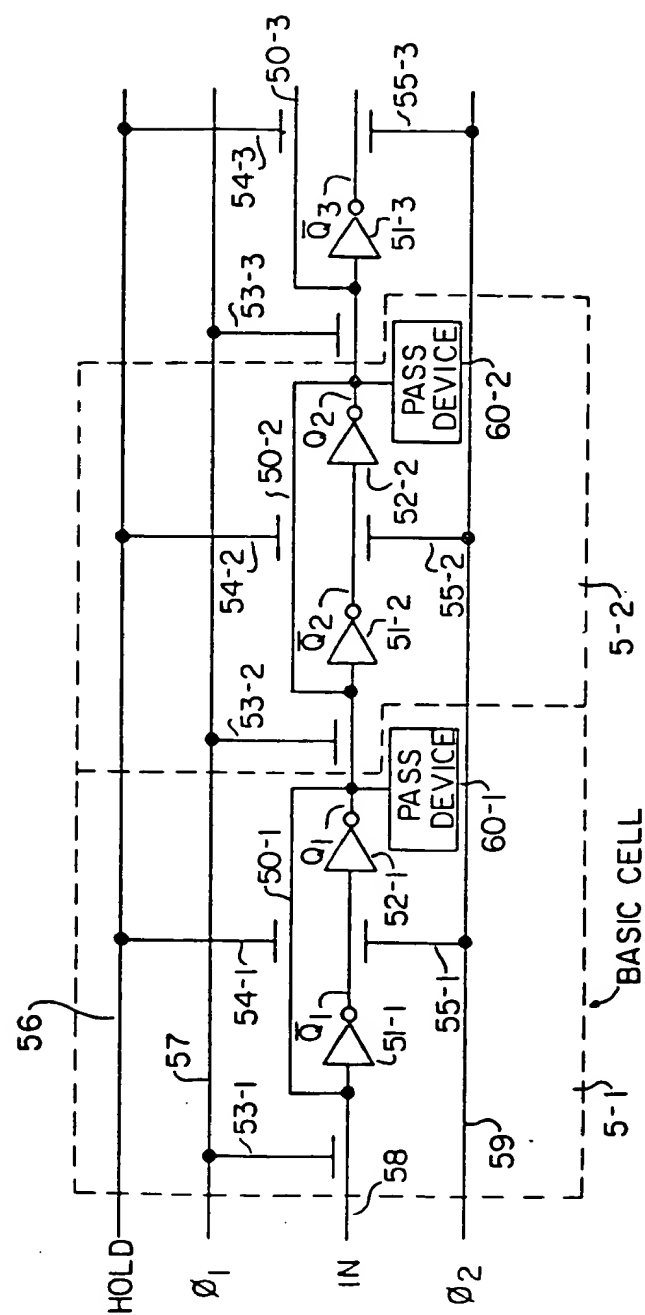 HOLD
56
Ø1
57
53-1
54-1
50-1
53-2
54-2
50-2
53-3
54-3
50-3
IN
58
Q̅1
51-1
Q1
52-1
Q̅2
51-2
Q2
52-2
Q̅3
51-3
55-3
Ø2
59
55-1
PASS
DEVICE
60-1
55-2
PASS
DEVICE
60-2
5-1
BASIC CELL
5-2